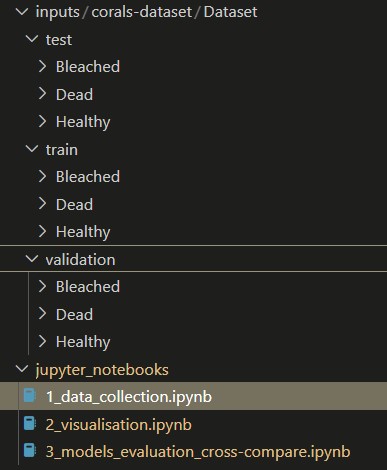 inputs / corals-dataset / Dataset
test
Bleached
Dead
Healthy
train
Bleached
Dead
Healthy
validation
Bleached
Dead
Healthy
jupyter_notebooks
1_data_collection.ipynb
2_visualisation.ipynb
3_models_evaluation_cross-compare.ipynb